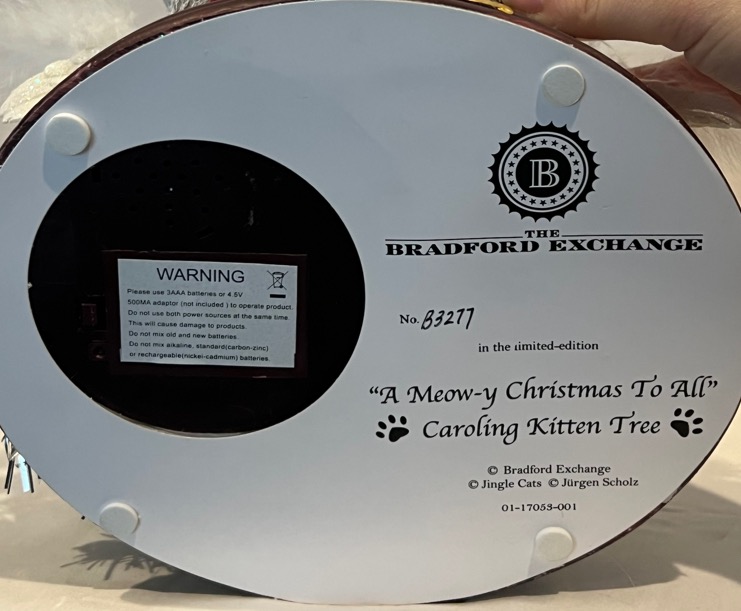 WARNING
Please use 3AAA batteries or 4.5V
500MA adaptor (not included ) to operate product.
Do not use both power sources at the same time.
This will cause damage to products.
Do not mix old and new batteries.
Do not mix alkaline, standard(carbon-zinc)
or rechargeable(nickel-cadmium) batteries.
B
THE
BRADFORD EXCHANGE
No. B3277
in the limited-edition
“A Meow-y Christmas To All”
Caroling Kitten Tree
© Bradford Exchange
© Jingle Cats © Jürgen Scholz
01-17053-001